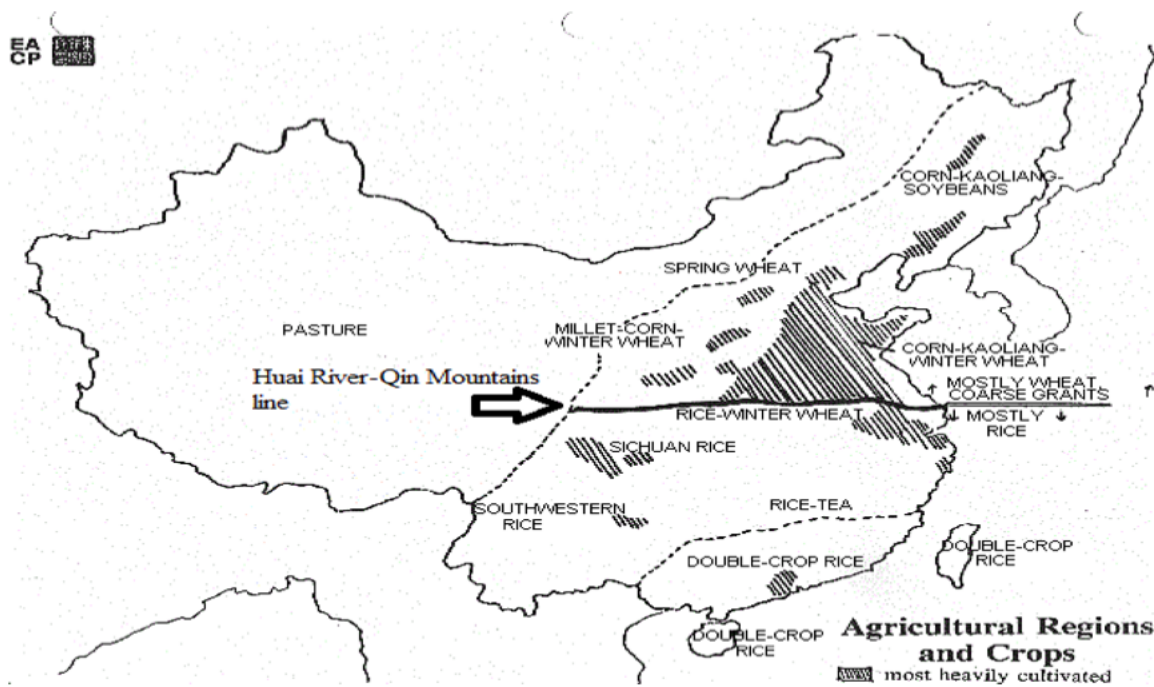 EA
CP
CORN-KAOLIANG-
SOYBEANS
SPRING WHEAT
PASTURE
MILLET-CORN-
WINTER WHEAT
CORN-KAOLIANG-
WINTER WHEAT
Huai River-Qin Mountains
line
MOSTLY WHEAT,
COARSE GRANTS
RICE-WINTER WHEAT
MOSTLY
RICE
SICHUAN RICE
SOUTHWESTERN
RICE
RICE-TEA
DOUBLE-CROP RICE
DOUBLE-CROP
RICE
DOUBLE-CROP
RICE
Agricultural Regions
and Crops
most heavily cultivated